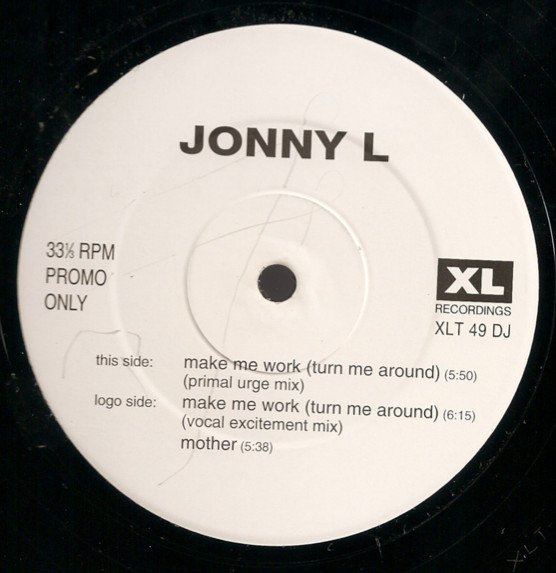 JONNY L
33⅓ RPM
PROMO
ONLY
XL
RECORDINGS
XLT 49 DJ
this side: make me work (turn me around) (5:50)
(primal urge mix)
logo side: make me work (turn me around) (6:15)
(vocal excitement mix)
mother (5:38)
X.L.T